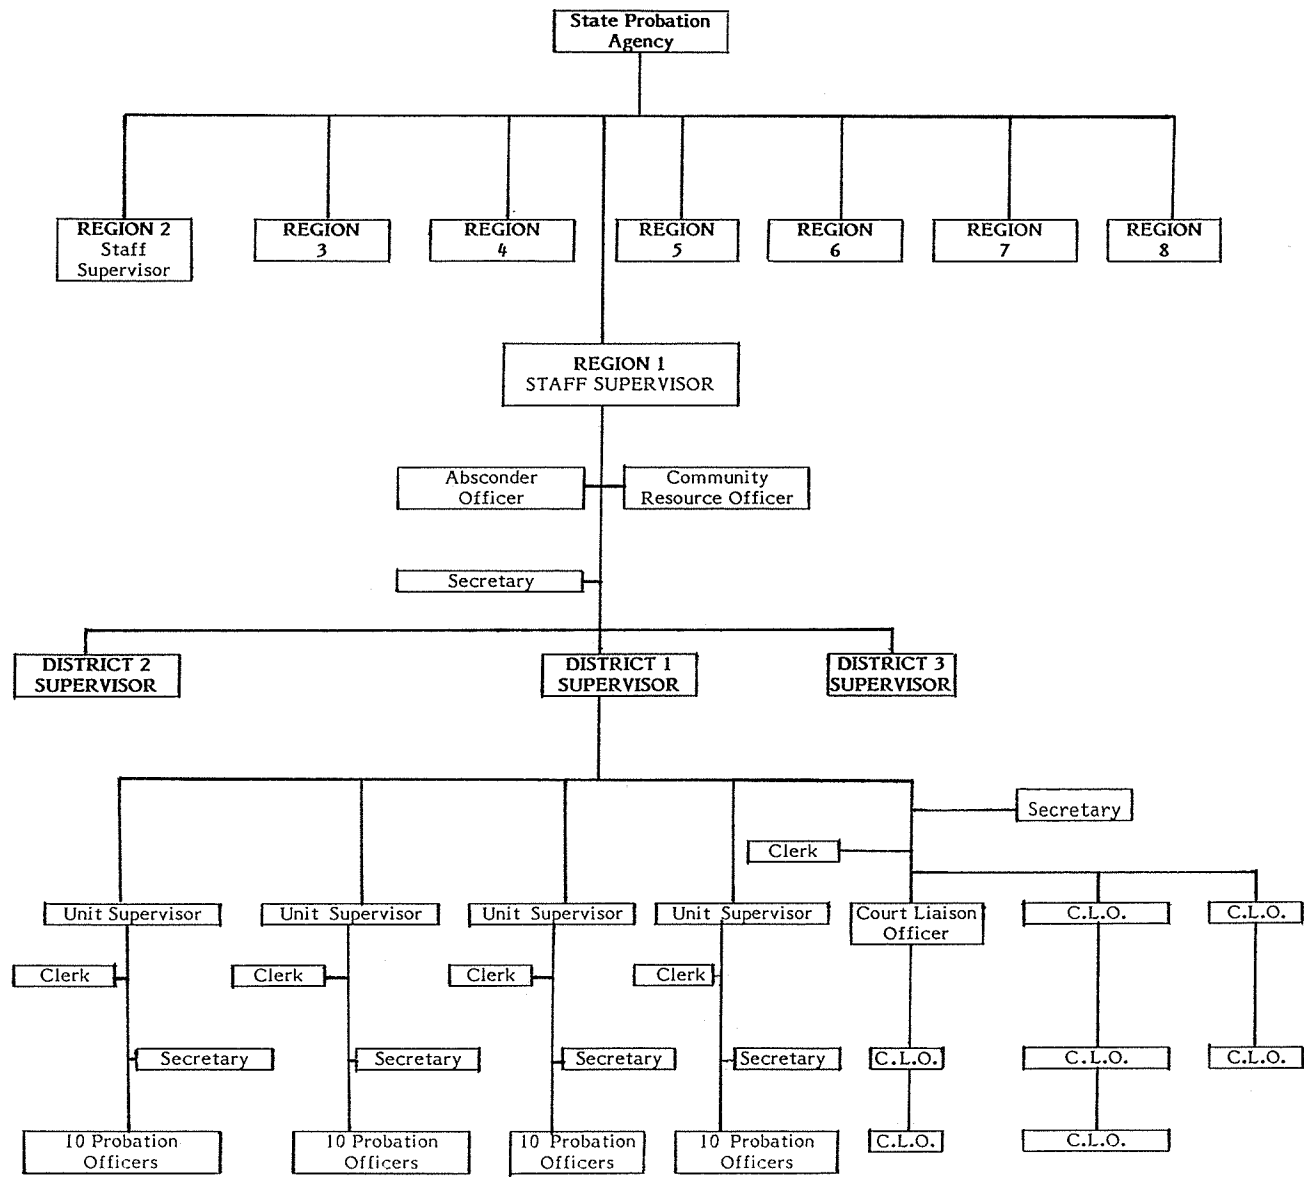 State Probation
Agency
REGION 2
Staff
Supervisor
REGION
3
REGION
4
REGION
5
REGION
6
REGION
7
REGION
8
REGION 1
STAFF SUPERVISOR
Absconder
Officer
Community
Resource Officer
Secretary
DISTRICT 2
SUPERVISOR
DISTRICT 1
SUPERVISOR
DISTRICT 3
SUPERVISOR
Secretary
Clerk
Unit Supervisor
Unit Supervisor
Unit Supervisor
Unit Supervisor
Court Liaison
Officer
C.L.O.
C.L.O.
Clerk
Clerk
Clerk
Clerk
Secretary
Secretary
Secretary
Secretary
C.L.O.
C.L.O.
C.L.O.
10 Probation
Officers
10 Probation
Officers
10 Probation
Officers
10 Probation
Officers
C.L.O.
C.L.O.